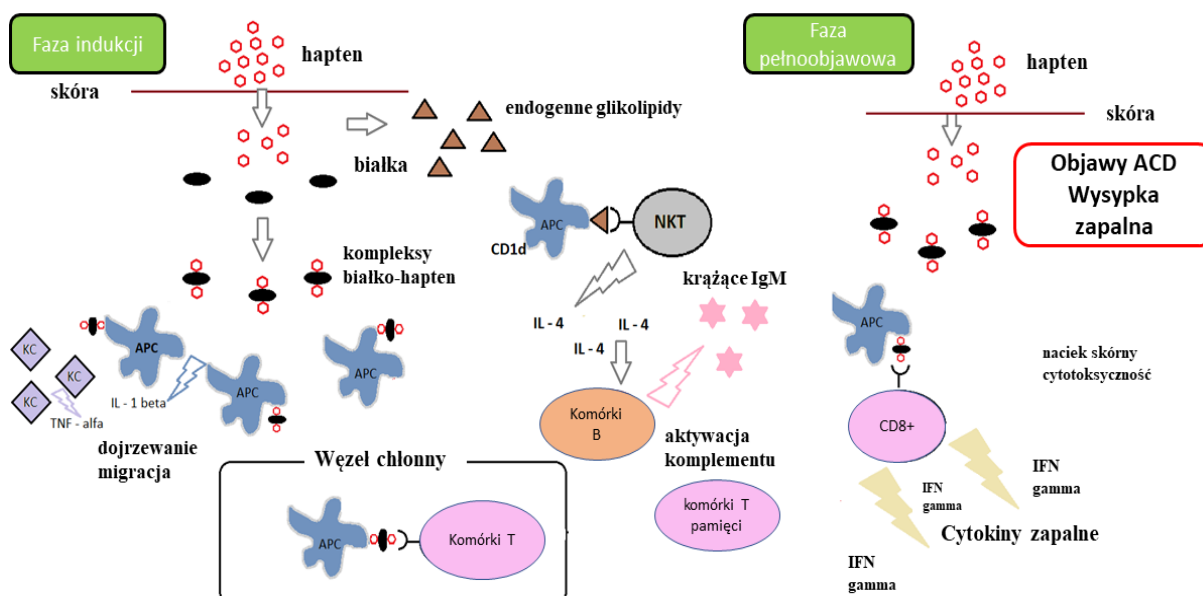 Faza indukcji
hapten
skóra
endogenne glikolipidy
białka
APC
CD1d
NKT
kompleksy
białko-hapten
krążące IgM
IL - 4
IL - 4
IL - 4
KC
KC
KC
TNF - alfa
APC
IL - 1 beta
APC
APC
dojrzewanie
migracja
Komórki
B
aktywacja
komplementu
Węzeł chłonny
APC
Komórki T
komórki T
pamięci
Faza
pełnoobjawowa
hapten
skóra
Objawy ACD
Wysypka
zapalna
APC
naciek skórny
cytotoksyczność
CD8+
IFN
gamma
IFN
gamma
Cytokiny zapalne
IFN
gamma